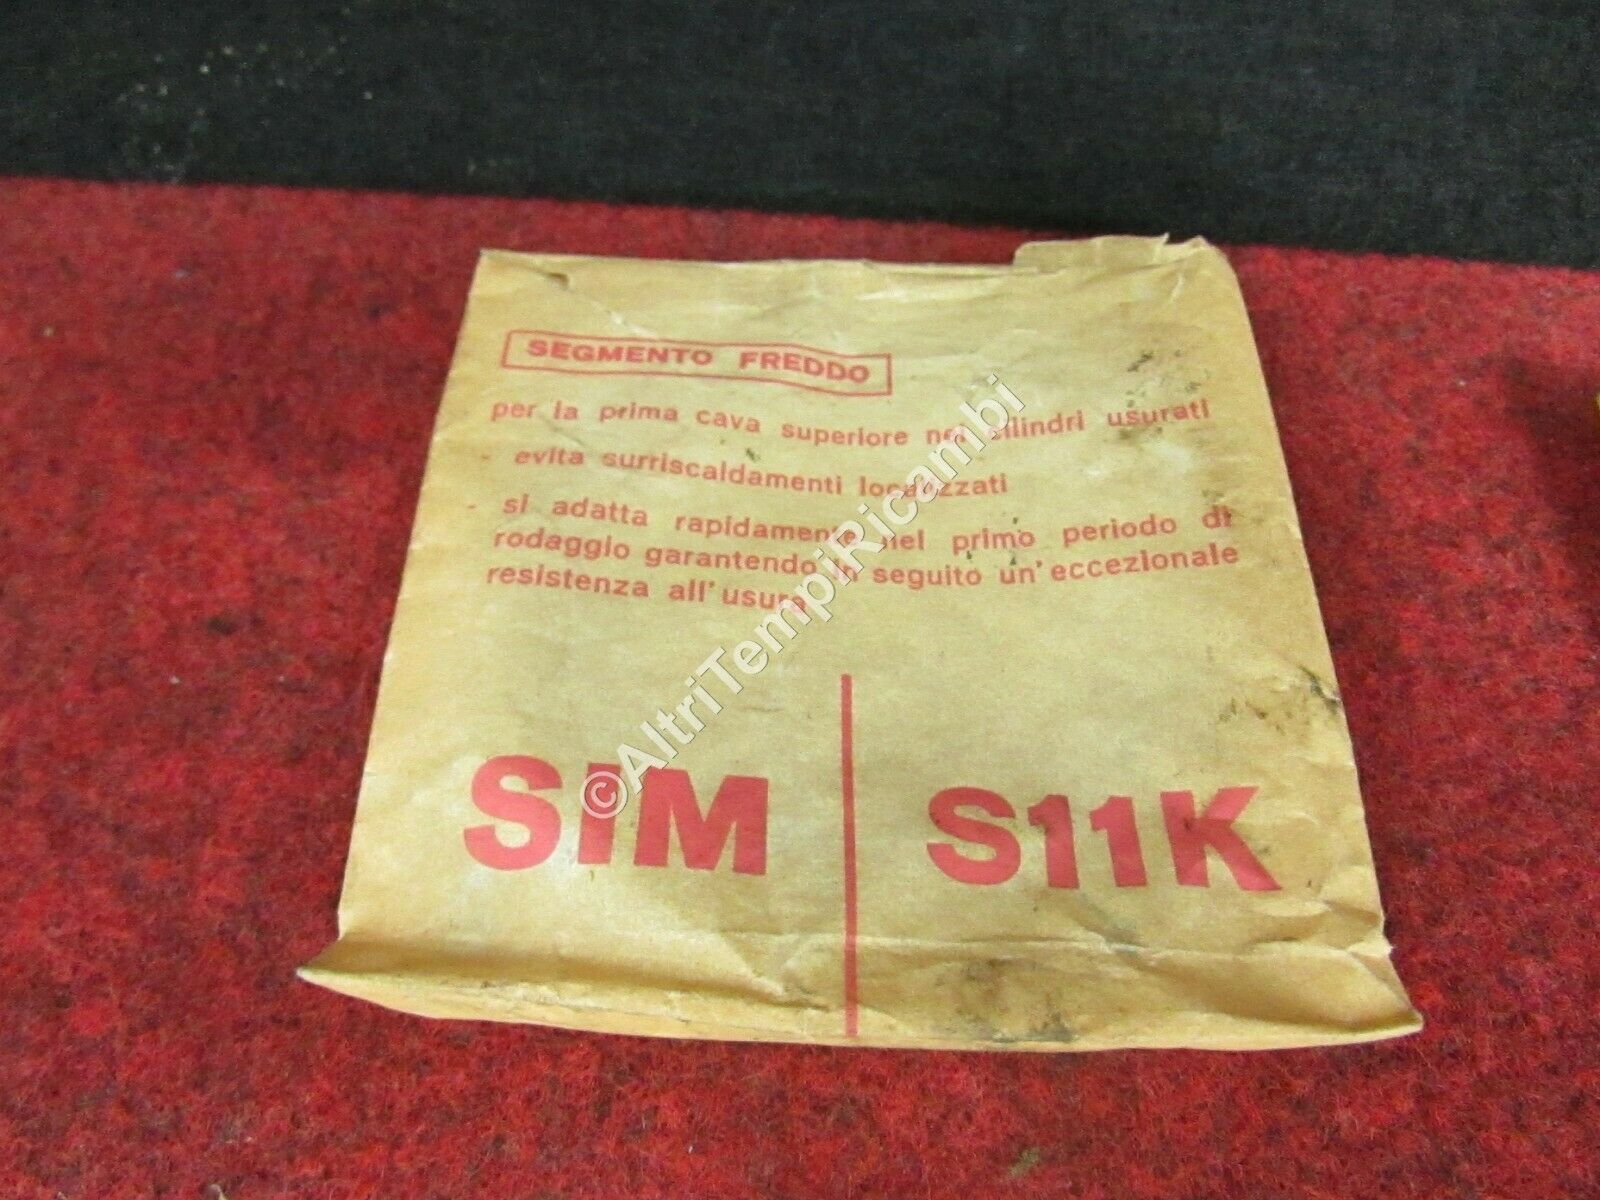 SEGMENTO FREDDO
per la prima cava superiore nei cilindri usurati
- evita surriscaldamenti localizzati
- si adatta rapidamente nel primo periodo di
rodaggio garantendo in seguito un'eccezionale
resistenza all'usura
SIM S11K
©AltriTempiRicambi